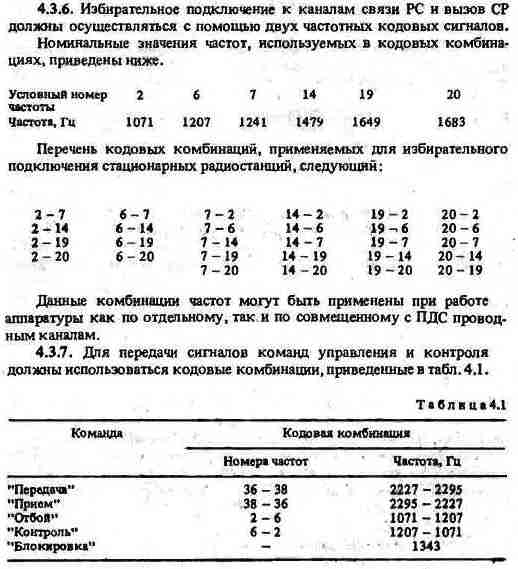 4.3.6. Избирательное подключение к каналам связи РС и вызов СР
должны осуществляться с помощью двух частотных кодовых сигналов.
Номинальные значения частот, используемых в кодовых комбина-
циях, приведены ниже.
Условный номер 2 6 7 14 19 20
частоты
Частота, Гц 1071 1207 1241 1479 1649 1683
Перечень кодовых комбинаций, применяемых для избирательного
подключения стационарных радиостанций, следующий:
2 – 7 6 – 7 7 – 2 14 – 2 19 – 2 20 – 2
2 – 14 6 – 14 7 – 6 14 – 6 19 – 6 20 – 6
2 – 19 6 – 19 7 – 14 14 – 7 19 – 7 20 – 7
2 – 20 6 – 20 7 – 19 14 – 19 19 – 14 20 – 14
7 – 20 14 – 20 19 – 20 20 – 19
Данные комбинации частот могут быть применены при работе
аппаратуры как по отдельному, так и по совмещенному с ПДС провод-
ным каналам.
4.3.7. Для передачи сигналов команд управления и контроля
должны использоваться кодовые комбинации, приведенные в табл. 4.1.
Таблица 4.1
Команда Кодовая комбинация
Номера частот Частота, Гц
"Передача" 36 – 38 2227 – 2295
"Прием" 38 – 36 2295 – 2227
"Отбой" 2 – 6 1071 – 1207
"Контроль" 6 – 2 1207 – 1071
"Блокировка" – 1343